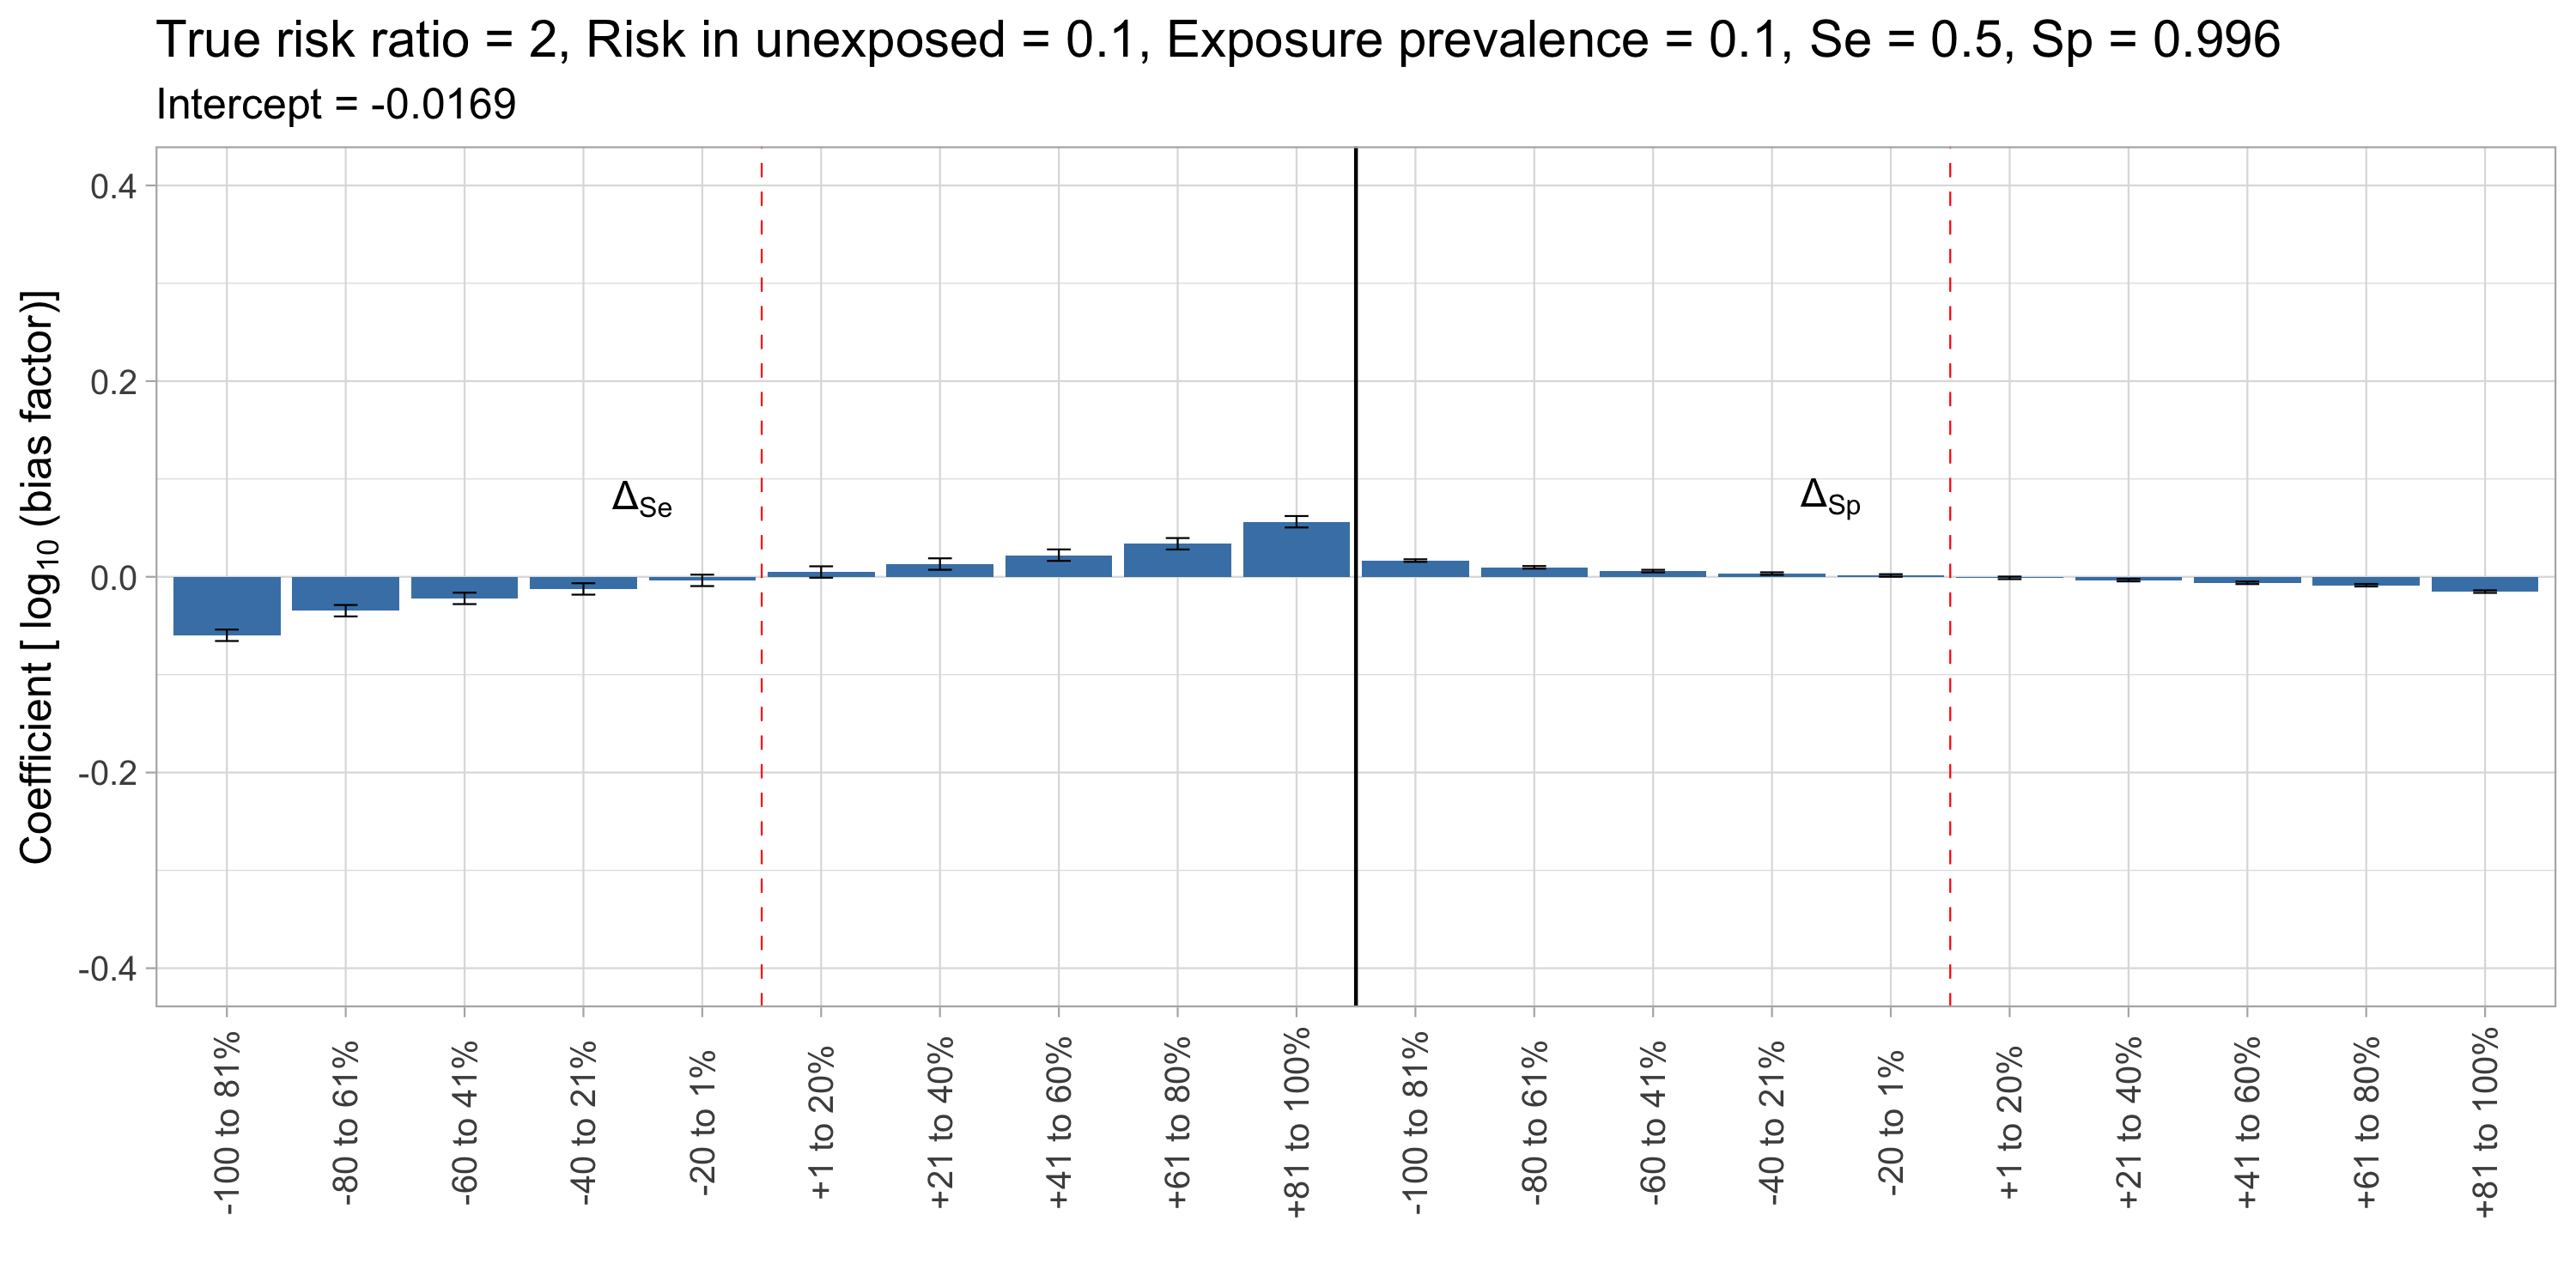 True risk ratio = 2, Risk in unexposed = 0.1, Exposure prevalence = 0.1, Se = 0.5, Sp = 0.996
Intercept = -0.0169
Coefficient [ log10 (bias factor)]
0.4
0.2
0.0
-0.2
-0.4
ΔSe
ΔSp
-100 to 81%
-80 to 61%
-60 to 41%
-40 to 21%
-20 to 1%
+1 to 20%
+21 to 40%
+41 to 60%
+61 to 80%
+81 to 100%
-100 to 81%
-80 to 61%
-60 to 41%
-40 to 21%
-20 to 1%
+1 to 20%
+21 to 40%
+41 to 60%
+61 to 80%
+81 to 100%